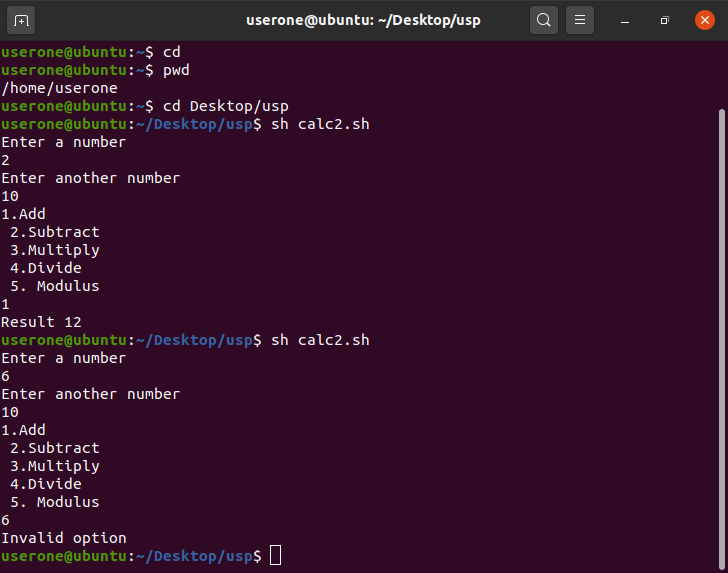 userone@ubuntu: ~/Desktop/usp
userone@ubuntu:~$ cd
userone@ubuntu:~$ pwd
/home/userone
userone@ubuntu:~$ cd Desktop/usp
userone@ubuntu:~/Desktop/usp$ sh calc2.sh
Enter a number
2
Enter another number
10
1.Add
 2.Subtract
 3.Multiply
 4.Divide
 5. Modulus
1
Result 12
userone@ubuntu:~/Desktop/usp$ sh calc2.sh
Enter a number
6
Enter another number
10
1.Add
 2.Subtract
 3.Multiply
 4.Divide
 5. Modulus
6
Invalid option
userone@ubuntu:~/Desktop/usp$